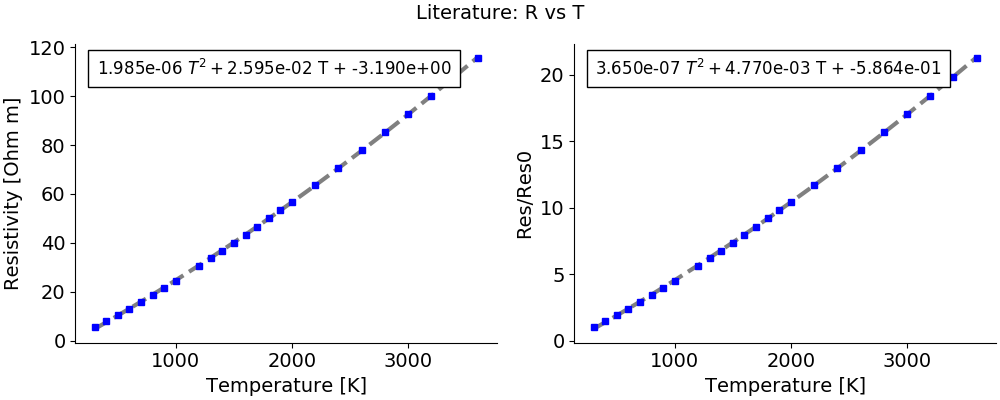 Literature: R vs T
1.985e-06 T² + 2.595e-02 T + -3.190e+00
Resistivity [Ohm m]
120
100
80
60
40
20
0
1000
2000
3000
Temperature [K]
3.650e-07 T² + 4.770e-03 T + -5.864e-01
Res/Res0
20
15
10
5
0
1000
2000
3000
Temperature [K]